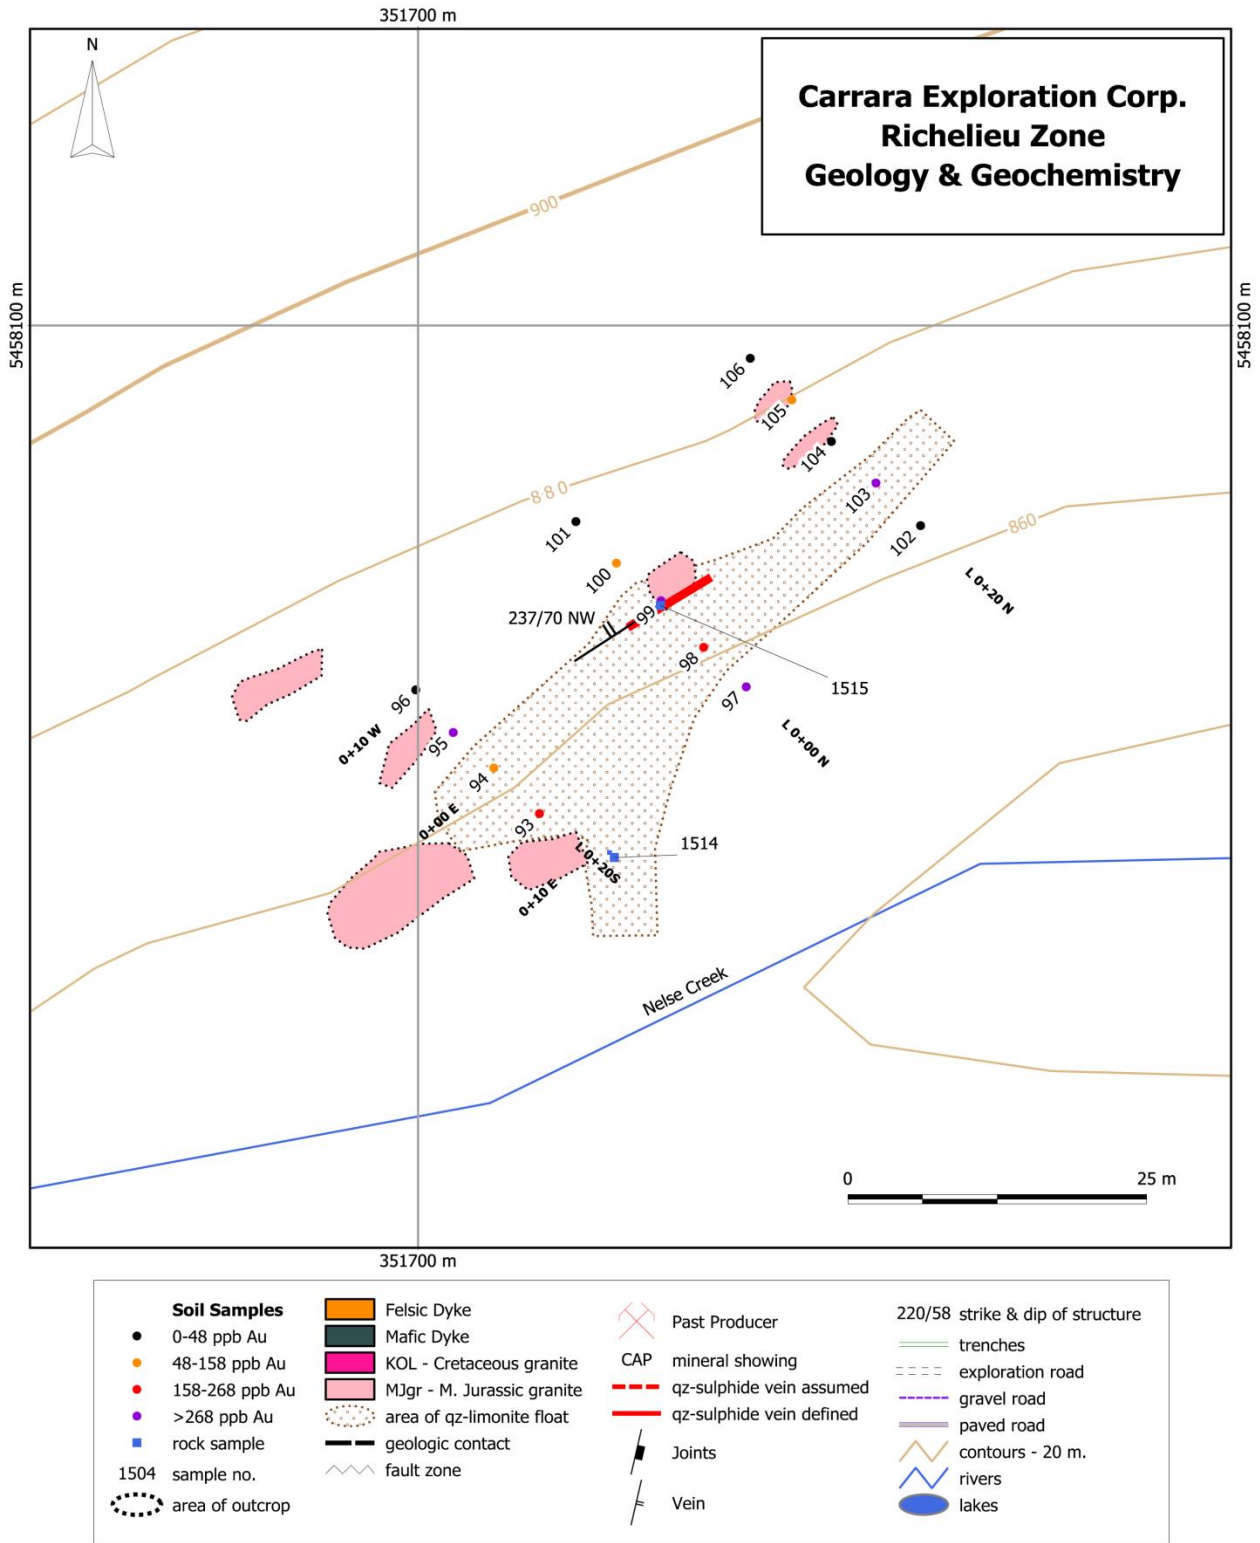 351700 m
N
Carrara Exploration Corp.
Richelieu Zone
Geology & Geochemistry
900
5458100 m
5458100 m
106
105
104
8·8 0
103
101
102
860
100
L 0+20 N
99
237/70 NW
98
1515
96
97
0+10 W
95
L 0+00 N
94
0+00 E
93
1514
L 0+20S
0+10 E
Nelse Creek
0 25 m
351700 m
Soil Samples
0-48 ppb Au
48-158 ppb Au
158-268 ppb Au
>268 ppb Au
rock sample
1504 sample no.
area of outcrop
Felsic Dyke
Mafic Dyke
KOL - Cretaceous granite
MJgr - M. Jurassic granite
area of qz-limonite float
geologic contact
fault zone
Past Producer
CAP mineral showing
qz-sulphide vein assumed
qz-sulphide vein defined
Joints
Vein
220/58 strike & dip of structure
trenches
exploration road
gravel road
paved road
contours - 20 m.
rivers
lakes